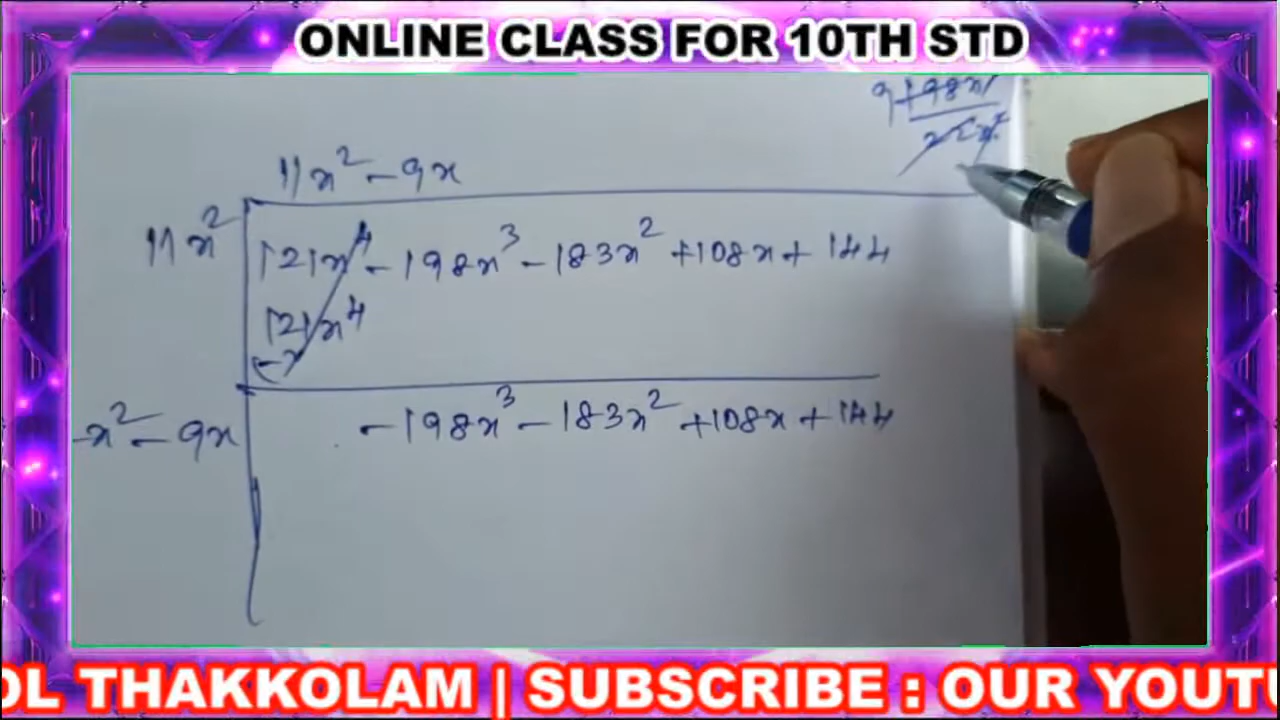 ONLINE CLASS FOR 10TH STD
11x² - 9x
11x²
121x⁴ - 198x³ - 183x² + 108x + 144
121x⁴
(-)
-x² - 9x
- 198x³ - 183x² + 108x + 144
OL THAKKOLAM | SUBSCRIBE : OUR YOUTU